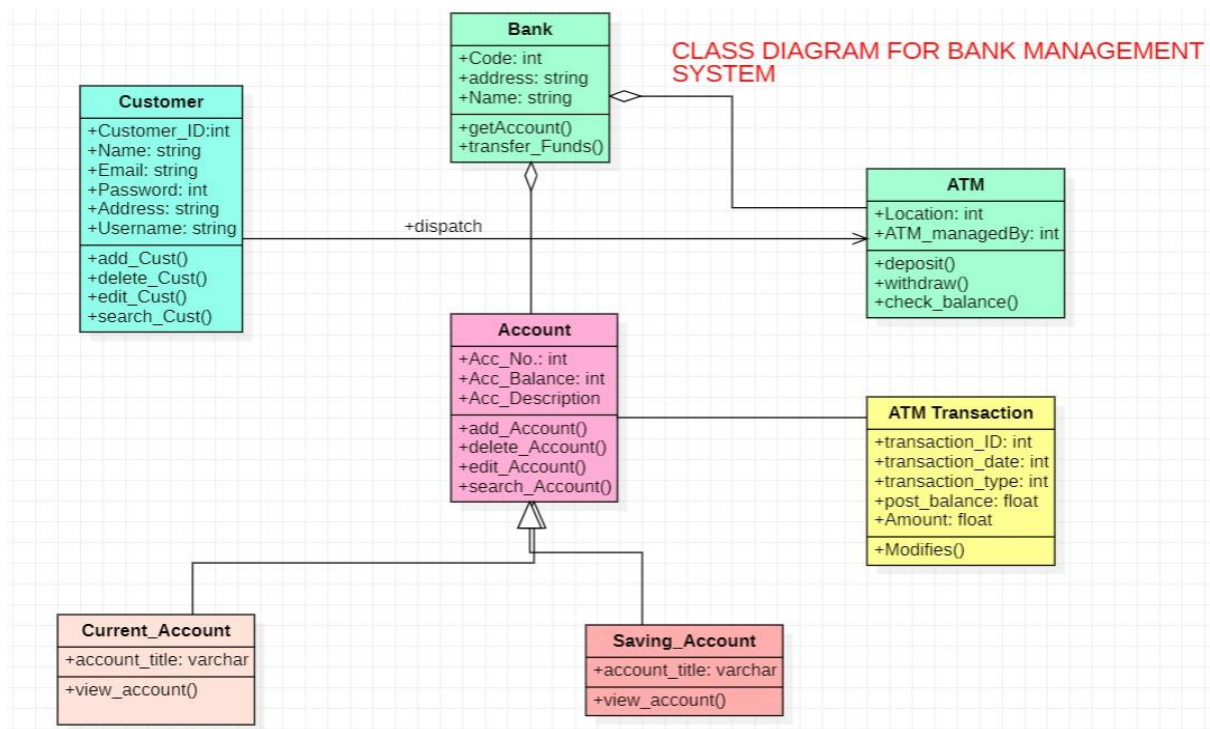 Bank
+Code: int
+address: string
+Name: string
+getAccount()
+transfer_Funds()
CLASS DIAGRAM FOR BANK MANAGEMENT
SYSTEM
Customer
+Customer_ID:int
+Name: string
+Email: string
+Password: int
+Address: string
+Username: string
+add_Cust()
+delete_Cust()
+edit_Cust()
+search_Cust()
+dispatch
ATM
+Location: int
+ATM_managedBy: int
+deposit()
+withdraw()
+check_balance()
Account
+Acc_No.: int
+Acc_Balance: int
+Acc_Description
+add_Account()
+delete_Account()
+edit_Account()
+search_Account()
ATM Transaction
+transaction_ID: int
+transaction_date: int
+transaction_type: int
+post_balance: float
+Amount: float
+Modifies()
Current_Account
+account_title: varchar
+view_account()
Saving_Account
+account_title: varchar
+view_account()